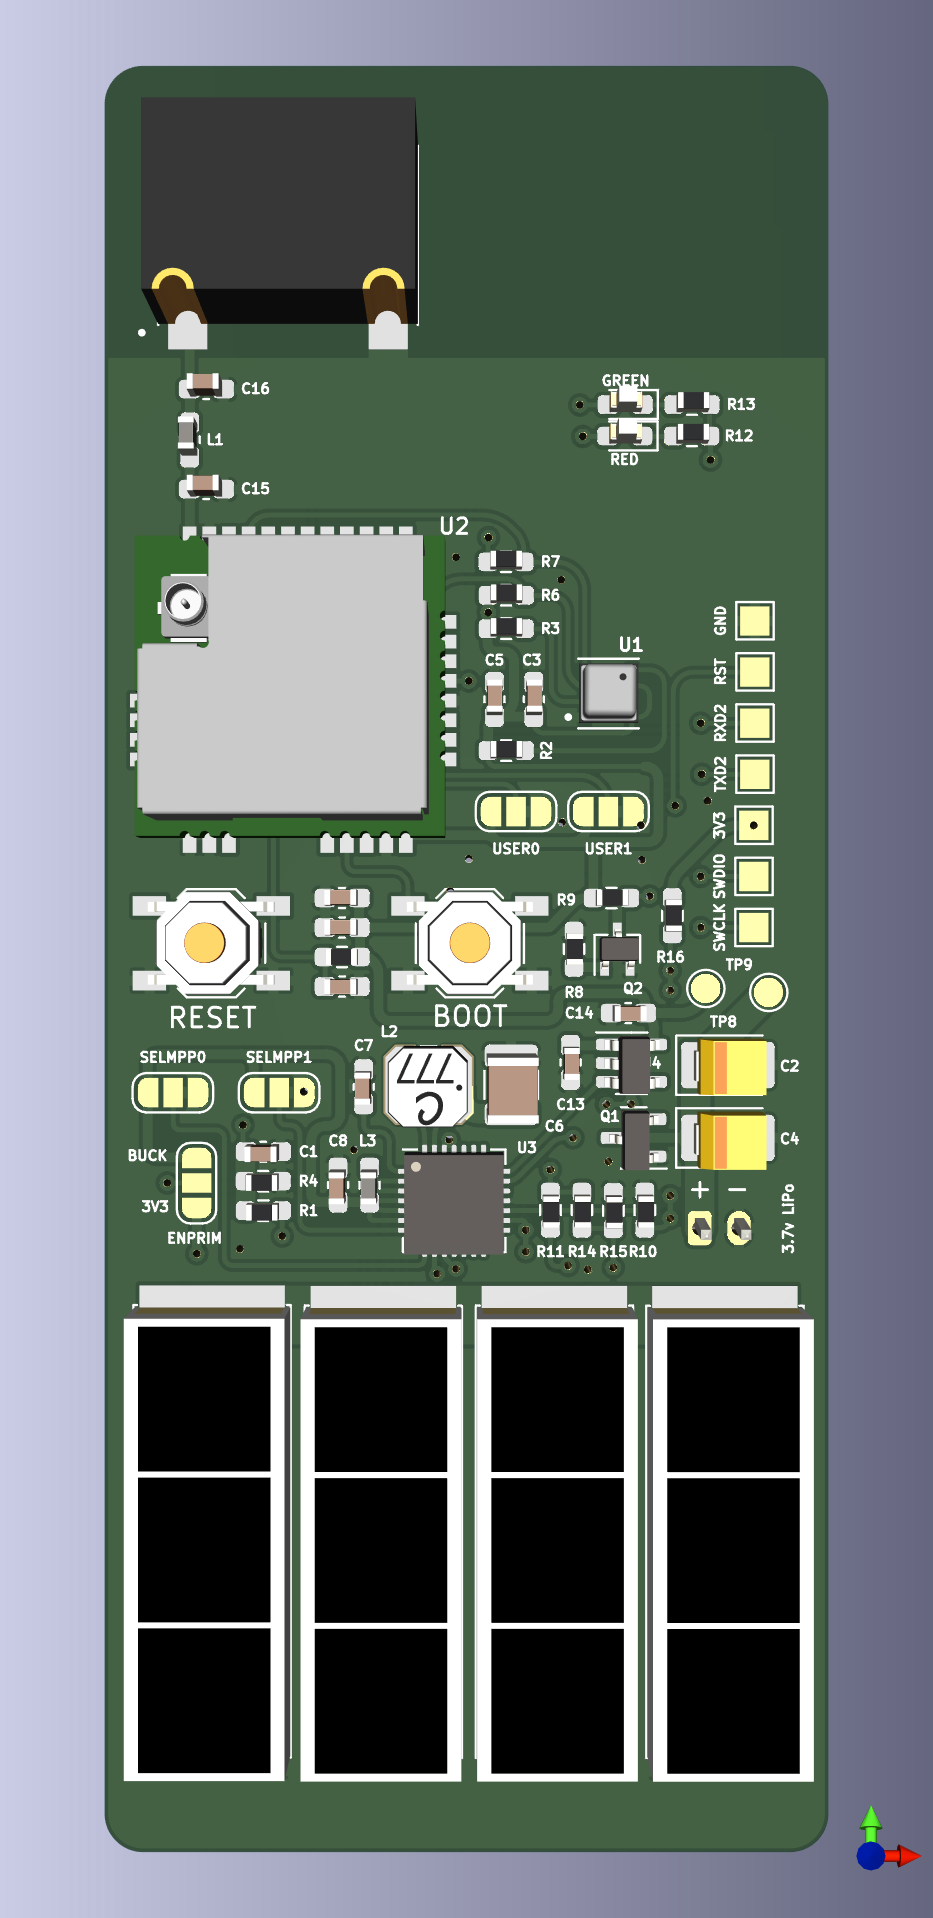 C16
GREEN
R13
L1
R12
RED
C15
U2
R7
R6
R3
GND
U1
C5
C3
RST
RXD2
R2
TXD2
3V3
USER0
USER1
SWDIO
R9
SWCLK
R16
TP9
R8
Q2
RESET
BOOT
C14
TP8
L2
C7
SELMPP0
SELMPP1
777
4
C2
C13
Q1
C6
C4
BUCK
C1
C8
L3
U3
R4
3V3
R1
ENPRIM
+
−
3.7v LIPo
R11
R14
R15
R10